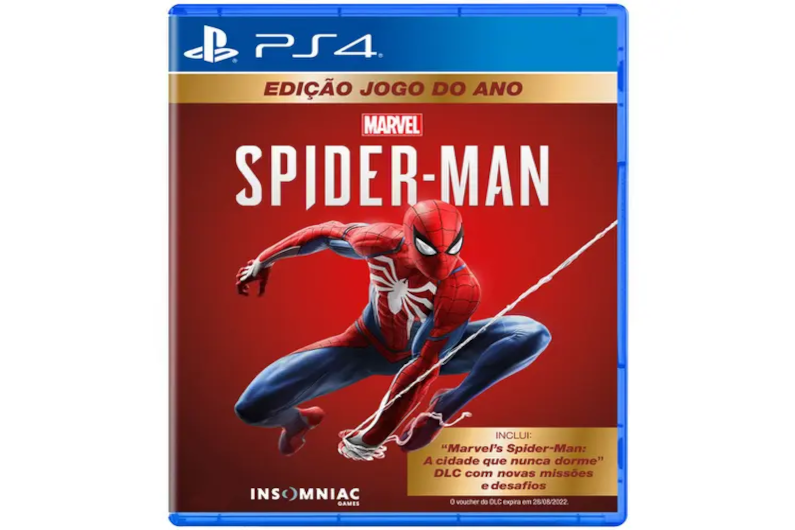 PS4
EDIÇÃO JOGO DO ANO
MARVEL
SPIDER-MAN
INCLUI:
"Marvel's Spider-Man:
A cidade que nunca dorme"
DLC com novas missões
e desafios
O voucher do DLC expira em 28/08/2022.
INSOMNIAC
GAMES